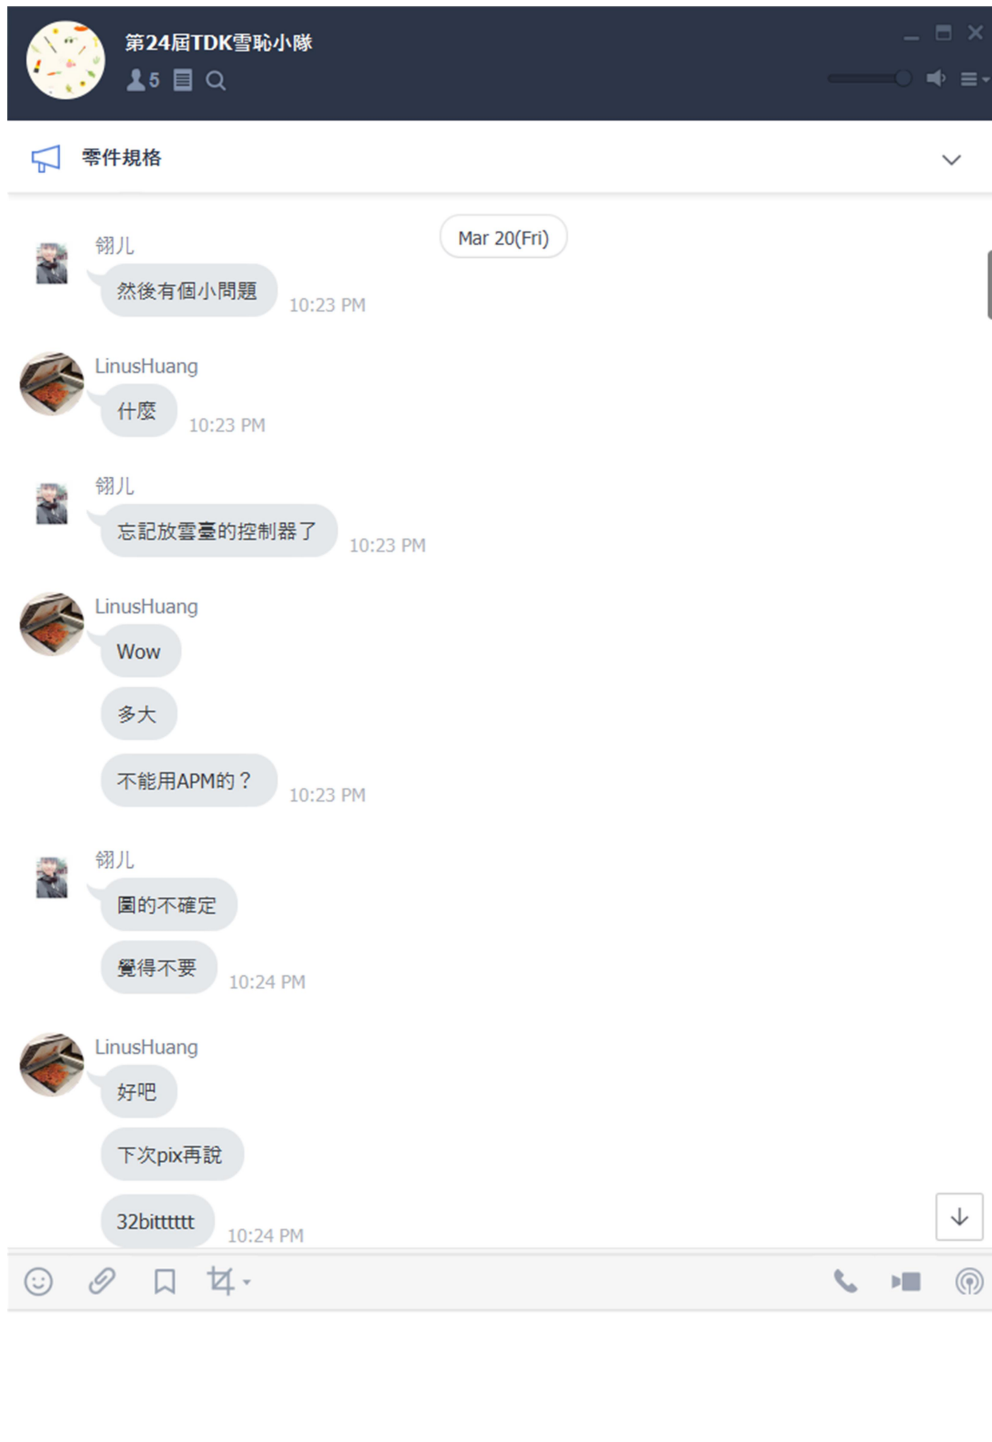 第24屆TDK雪恥小隊
5
零件規格
Mar 20(Fri)
翎儿
然後有個小問題
10:23 PM
LinusHuang
什麼
10:23 PM
翎儿
忘記放雲臺的控制器了
10:23 PM
LinusHuang
Wow
多大
不能用APM的？
10:23 PM
翎儿
圖的不確定
覺得不要
10:24 PM
LinusHuang
好吧
下次pix再說
32bitttttt
10:24 PM